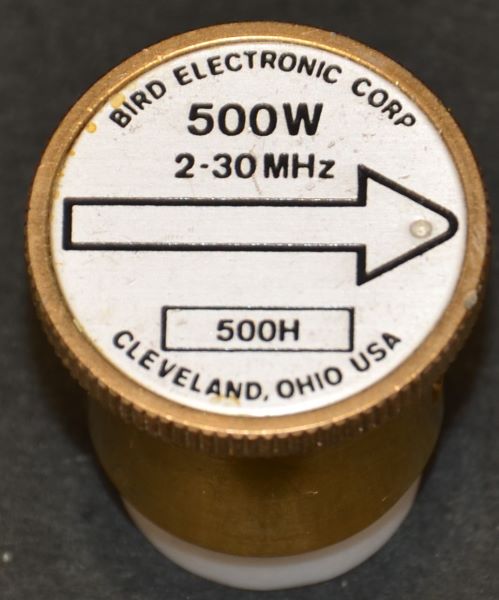 BIRD ELECTRONIC CORP
500W
2-30 MHz
500H
CLEVELAND, OHIO USA